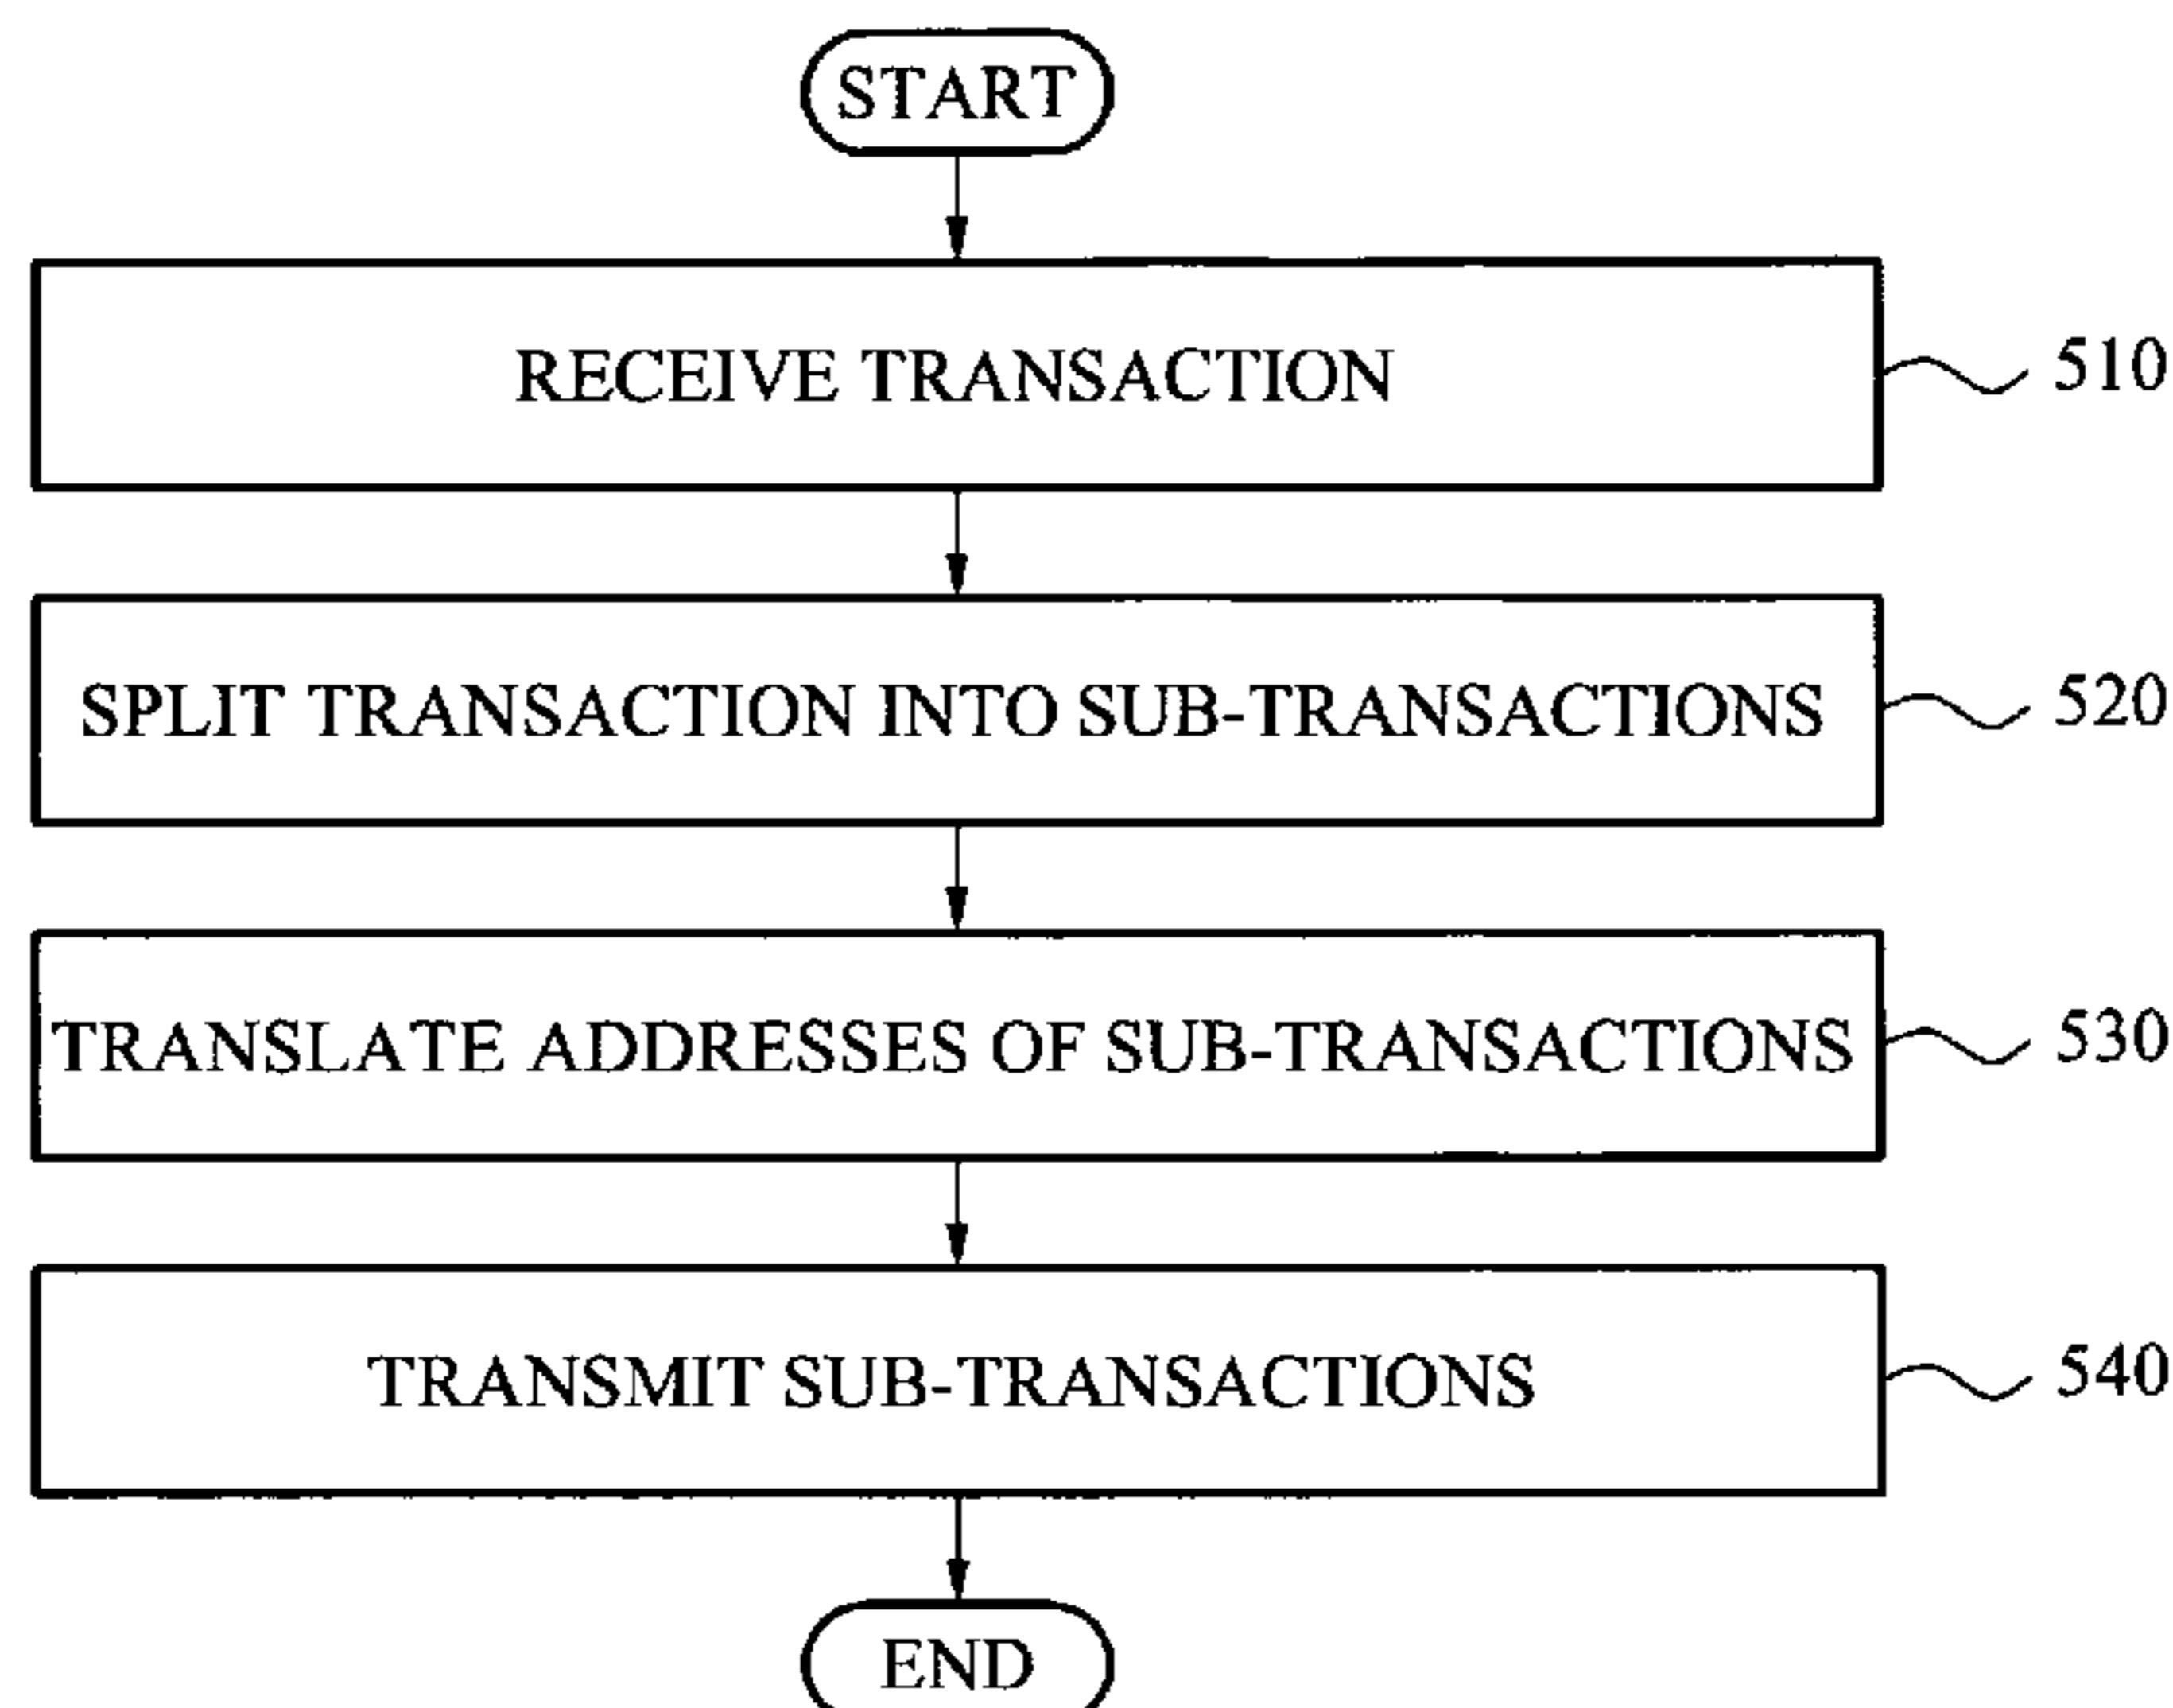 START
RECEIVE TRANSACTION
510
SPLIT TRANSACTION INTO SUB-TRANSACTIONS
520
TRANSLATE ADDRESSES OF SUB-TRANSACTIONS
530
TRANSMIT SUB-TRANSACTIONS
540
END